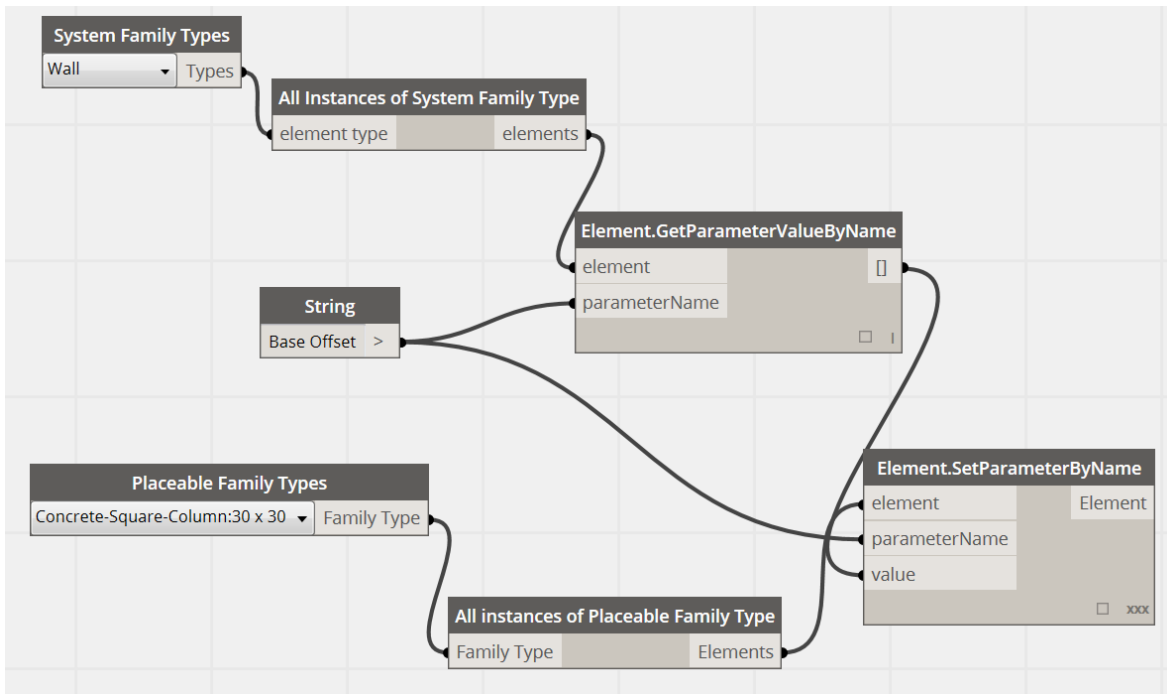 System Family Types
Wall
Types
All Instances of System Family Type
element type
elements
Element.GetParameterValueByName
element
[]
parameterName
|
String
Base Offset >
Placeable Family Types
Concrete-Square-Column:30 x 30
Family Type
Element.SetParameterByName
element
Element
parameterName
value
xxx
All instances of Placeable Family Type
Family Type
Elements